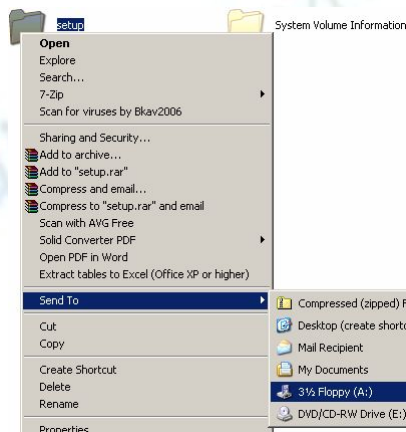 setup
System Volume Information
Open
Explore
Search...
7-Zip
Scan for viruses by Bkav2006
Sharing and Security...
Add to archive...
Add to "setup.rar"
Compress and email...
Compress to "setup.rar" and email
Scan with AVG Free
Solid Converter PDF
Open PDF in Word
Extract tables to Excel (Office XP or higher)
Send To
Cut
Copy
Create Shortcut
Delete
Rename
Properties
Compressed (zipped) F
Desktop (create shortc
Mail Recipient
My Documents
3½ Floppy (A:)
DVD/CD-RW Drive (E:)